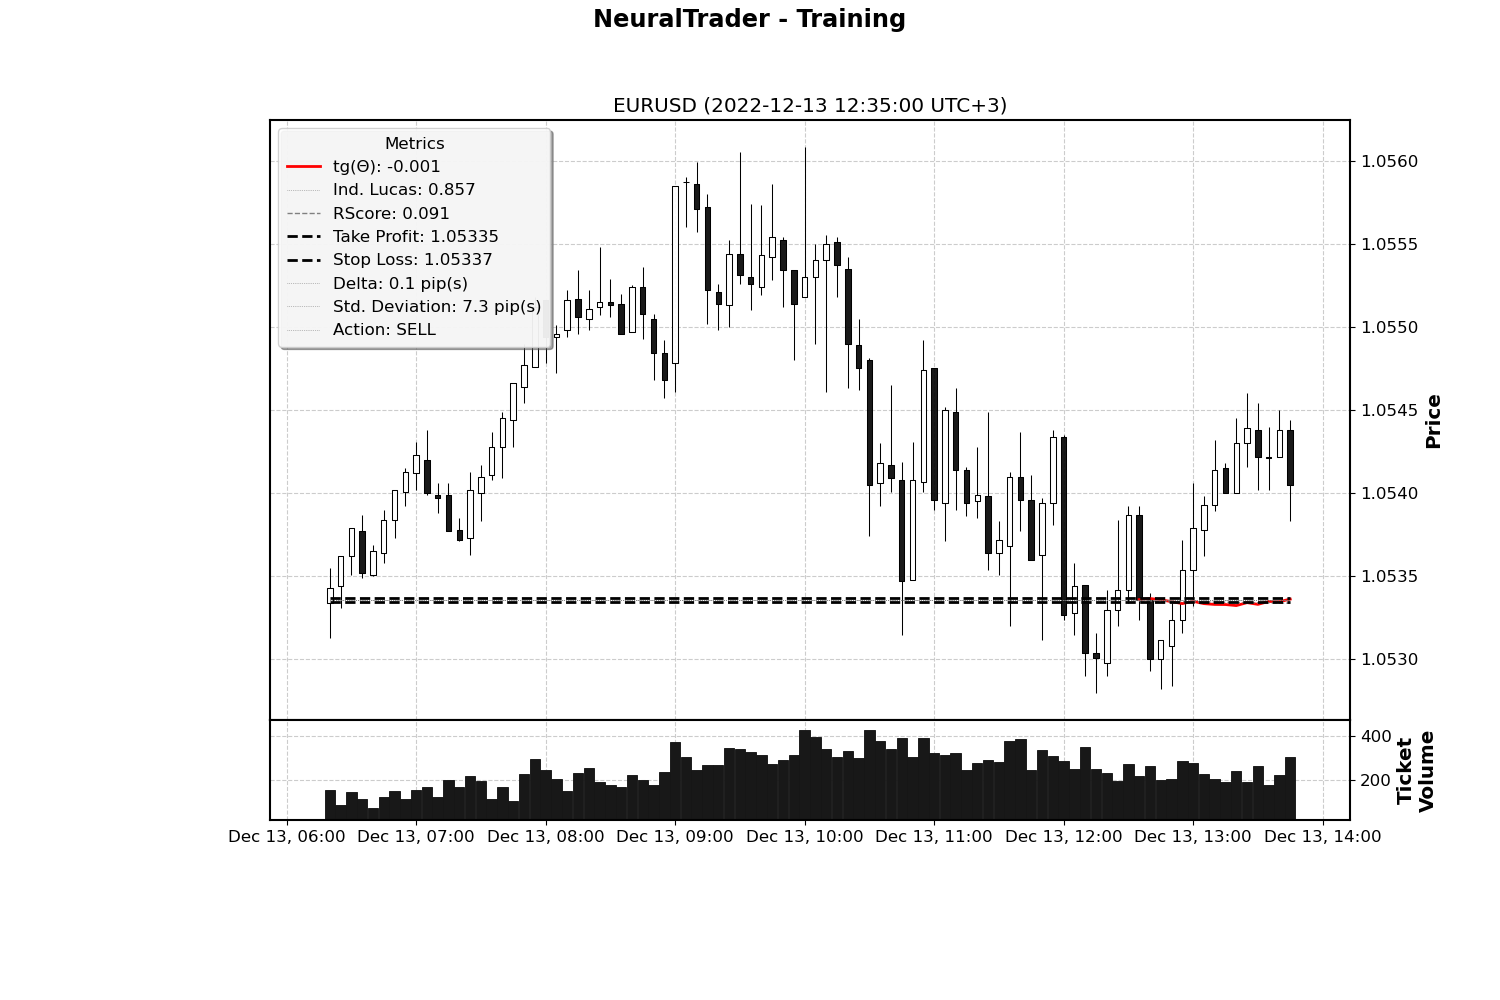 NeuralTrader - Training
EURUSD (2022-12-13 12:35:00 UTC+3)
Metrics
tg(Θ): -0.001
Ind. Lucas: 0.857
RScore: 0.091
Take Profit: 1.05335
Stop Loss: 1.05337
Delta: 0.1 pip(s)
Std. Deviation: 7.3 pip(s)
Action: SELL
1.0560
1.0555
1.0550
1.0545
1.0540
1.0535
1.0530
Price
400
200
Ticket
Volume
Dec 13, 06:00 Dec 13, 07:00 Dec 13, 08:00 Dec 13, 09:00 Dec 13, 10:00 Dec 13, 11:00 Dec 13, 12:00 Dec 13, 13:00 Dec 13, 14:00